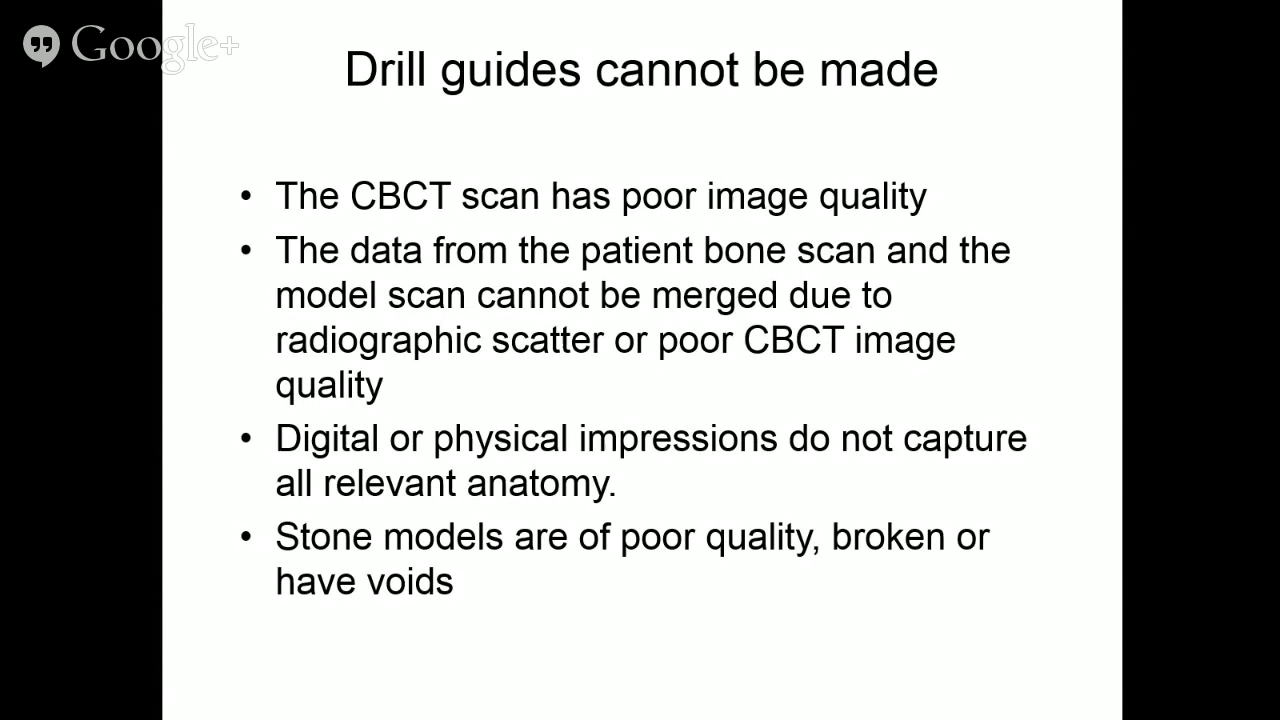 Google+
Drill guides cannot be made
• The CBCT scan has poor image quality
• The data from the patient bone scan and the
model scan cannot be merged due to
radiographic scatter or poor CBCT image
quality
• Digital or physical impressions do not capture
all relevant anatomy.
• Stone models are of poor quality, broken or
have voids